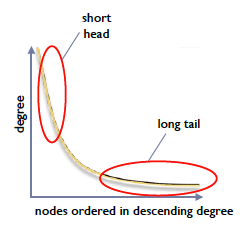 short
head
long tail
degree
nodes ordered in descending degree